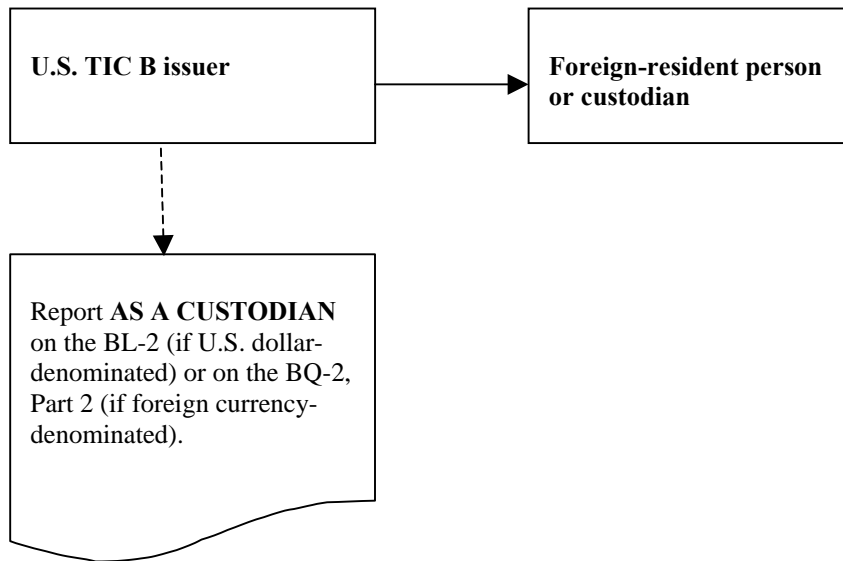 U.S. TIC B issuer
Foreign-resident person
or custodian
Report AS A CUSTODIAN
on the BL-2 (if U.S. dollar-
denominated) or on the BQ-2,
Part 2 (if foreign currency-
denominated).